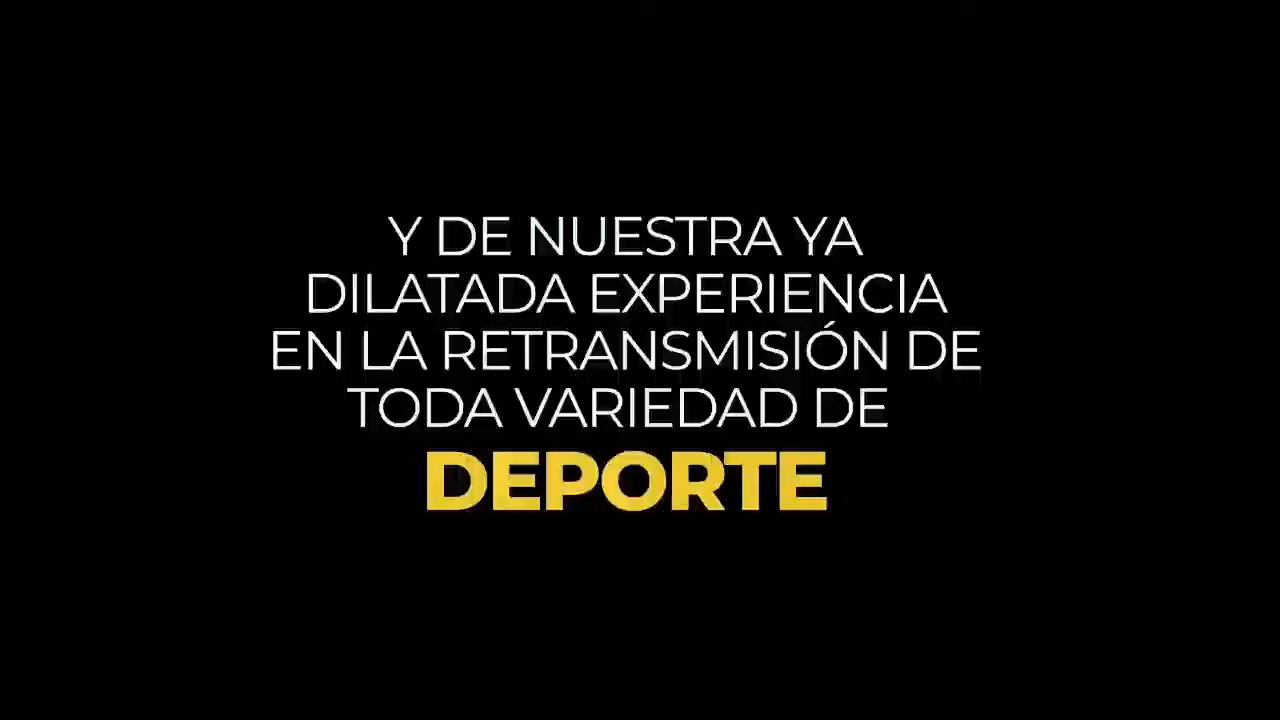 Y DE NUESTRA YA
DILATADA EXPERIENCIA
EN LA RETRANSMISIÓN DE
TODA VARIEDAD DE
DEPORTE